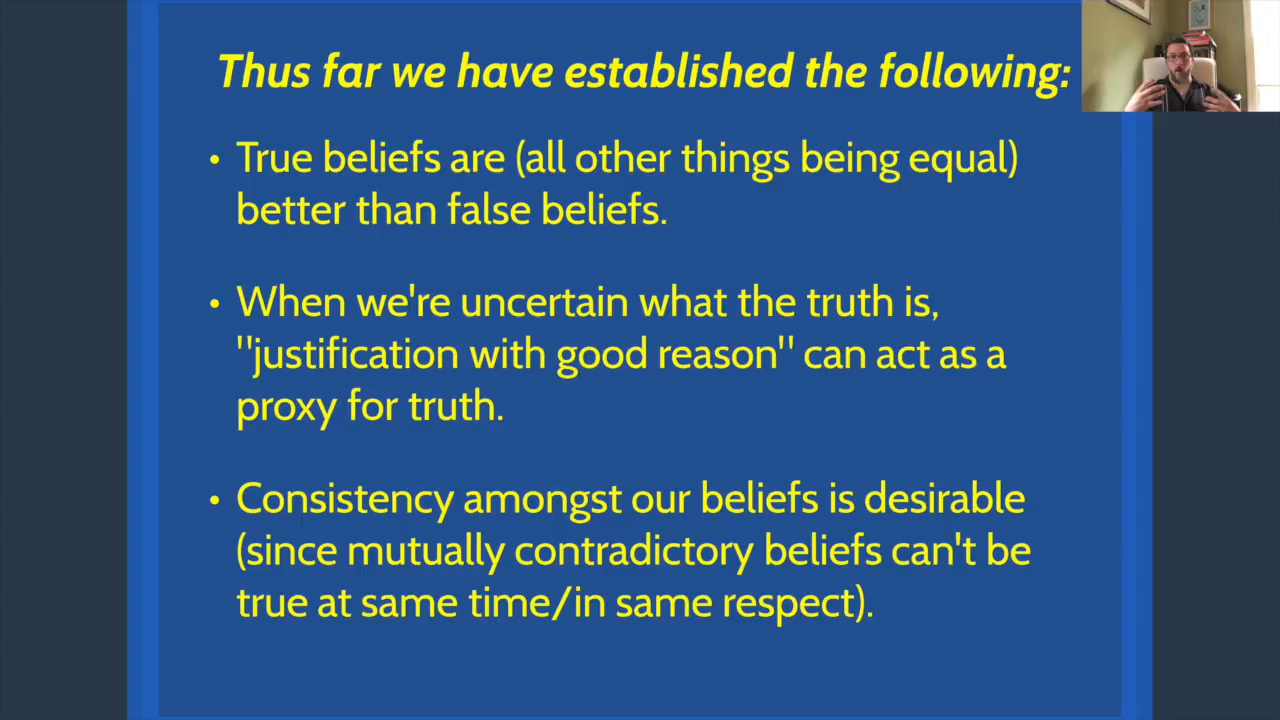 Thus far we have established the following:
• True beliefs are (all other things being equal)
better than false beliefs.
• When we're uncertain what the truth is,
"justification with good reason" can act as a
proxy for truth.
• Consistency amongst our beliefs is desirable
(since mutually contradictory beliefs can't be
true at same time/in same respect).